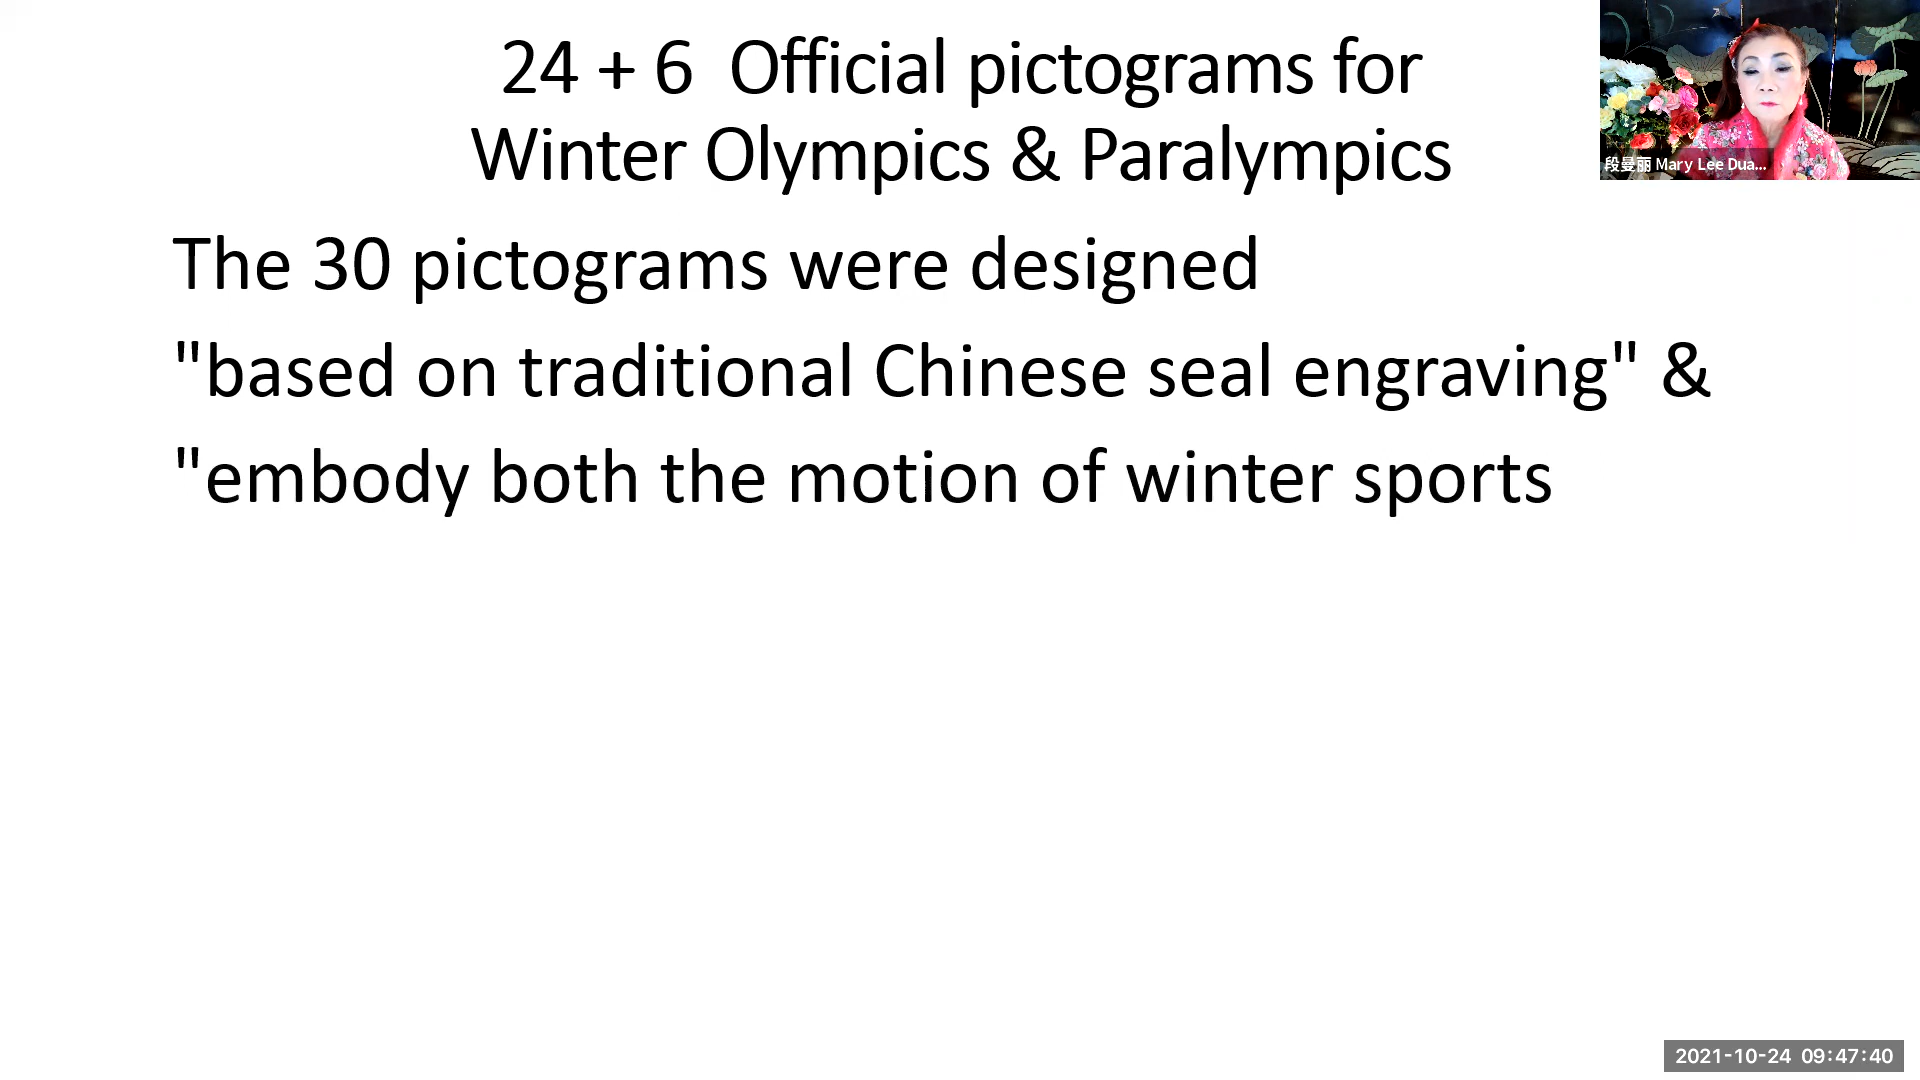 24 + 6 Official pictograms for
Winter Olympics & Paralympics
The 30 pictograms were designed
"based on traditional Chinese seal engraving" &
"embody both the motion of winter sports
段曼丽 Mary Lee Dua...
2021-10-24 09:47:40